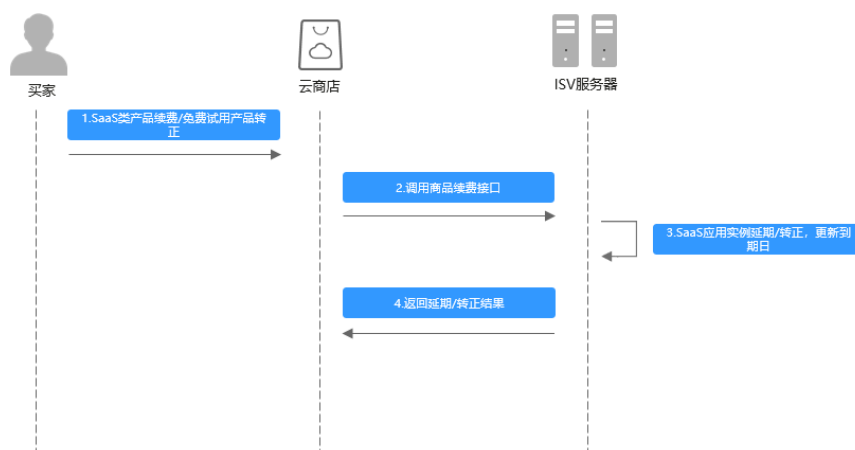 买家
云商店
ISV服务器
1.SaaS类产品续费/免费试用产品转
正
2.调用商品续费接口
3.SaaS应用实例延期/转正，更新到
期日
4.返回延期/转正结果